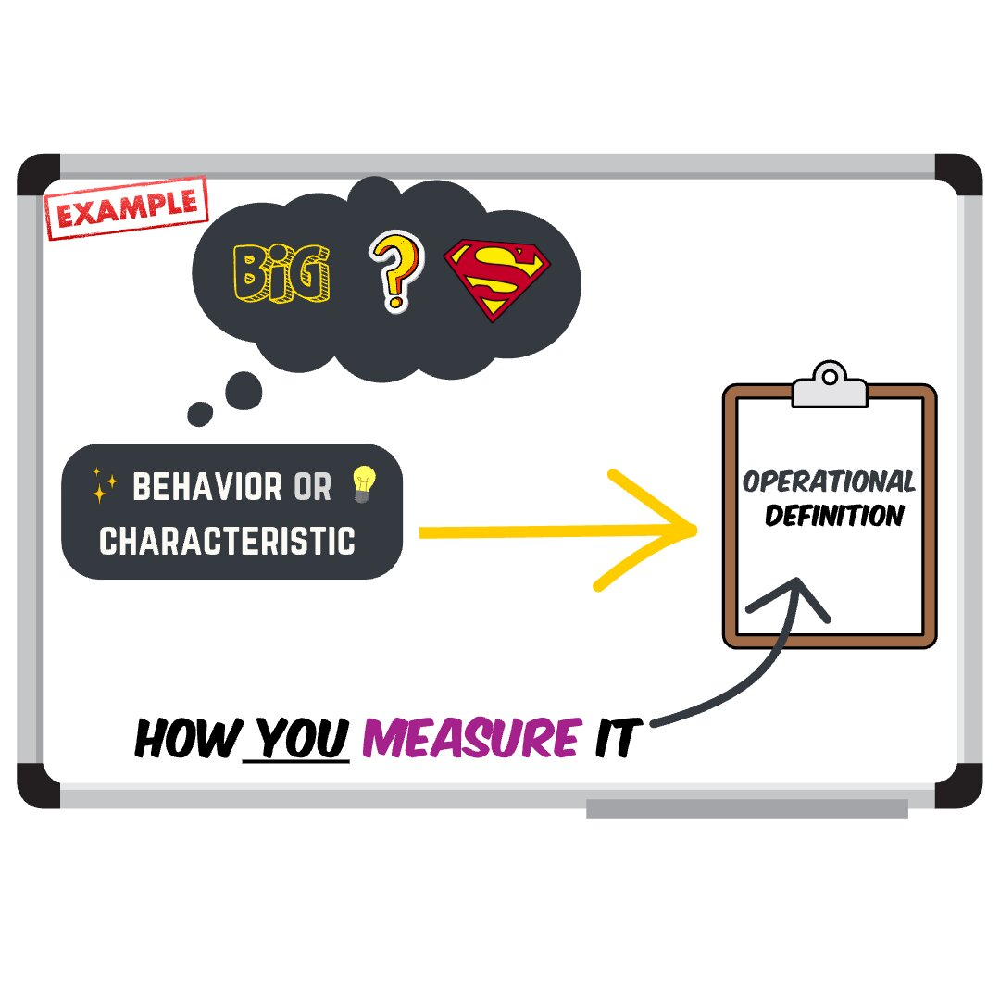 EXAMPLE
BiG ? S
BEHAVIOR OR
CHARACTERISTIC
OPERATIONAL
DEFINITION
HOW YOU MEASURE IT